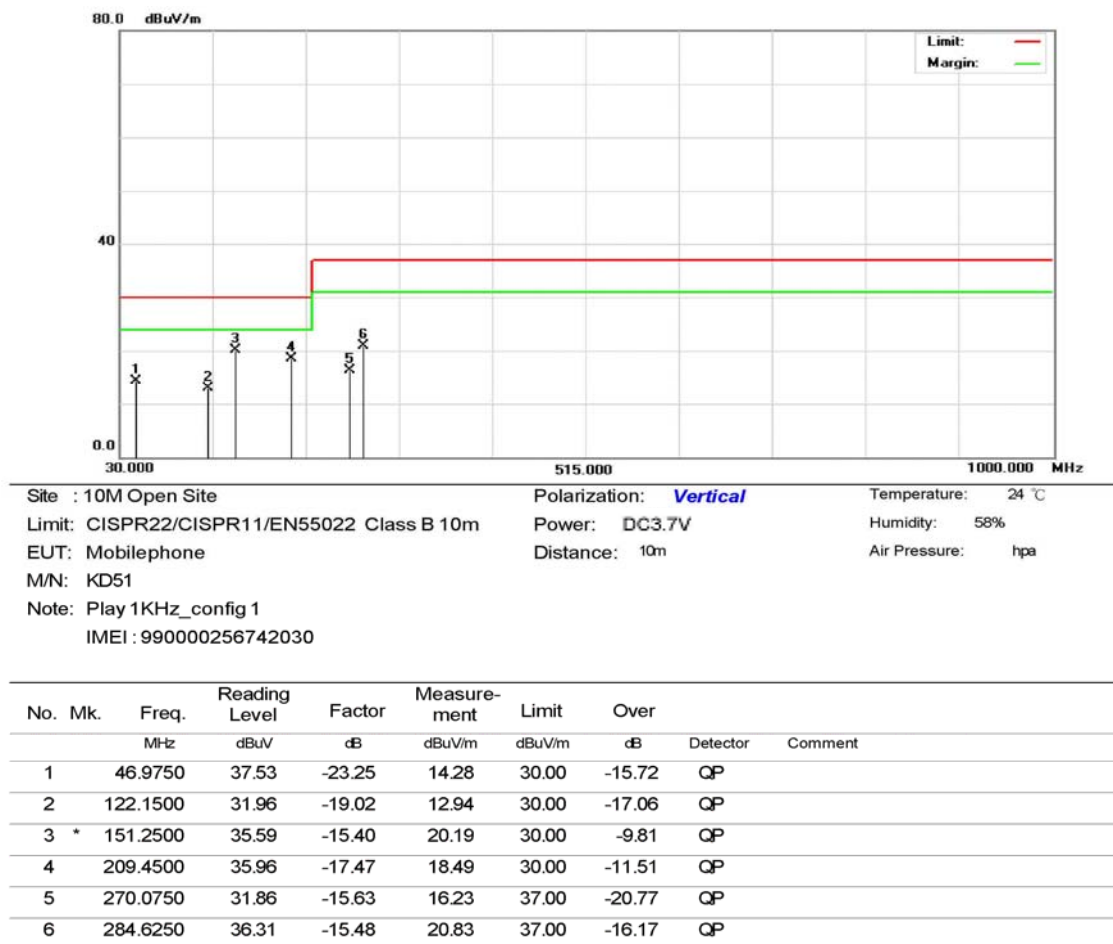 80.0 dBuV/m
Limit:
Margin:
40
1
2
3
4
5
6
0.0
30.000 515.000 1000.000 MHz
Site : 10M Open Site Polarization: Vertical Temperature: 24 ℃
Limit: CISPR22/CISPR11/EN55022 Class B 10m Power: DC3.7V Humidity: 58%
EUT: Mobilephone Distance: 10m Air Pressure: hpa
M/N: KD51
Note: Play 1KHz_config 1
IMEI : 990000256742030
No. Mk. Freq. Reading Level Factor Measure-ment Limit Over
MHz dBuV dB dBuV/m dBuV/m dB Detector Comment
1 46.9750 37.53 -23.25 14.28 30.00 -15.72 QP
2 122.1500 31.96 -19.02 12.94 30.00 -17.06 QP
3 * 151.2500 35.59 -15.40 20.19 30.00 -9.81 QP
4 209.4500 35.96 -17.47 18.49 30.00 -11.51 QP
5 270.0750 31.86 -15.63 16.23 37.00 -20.77 QP
6 284.6250 36.31 -15.48 20.83 37.00 -16.17 QP